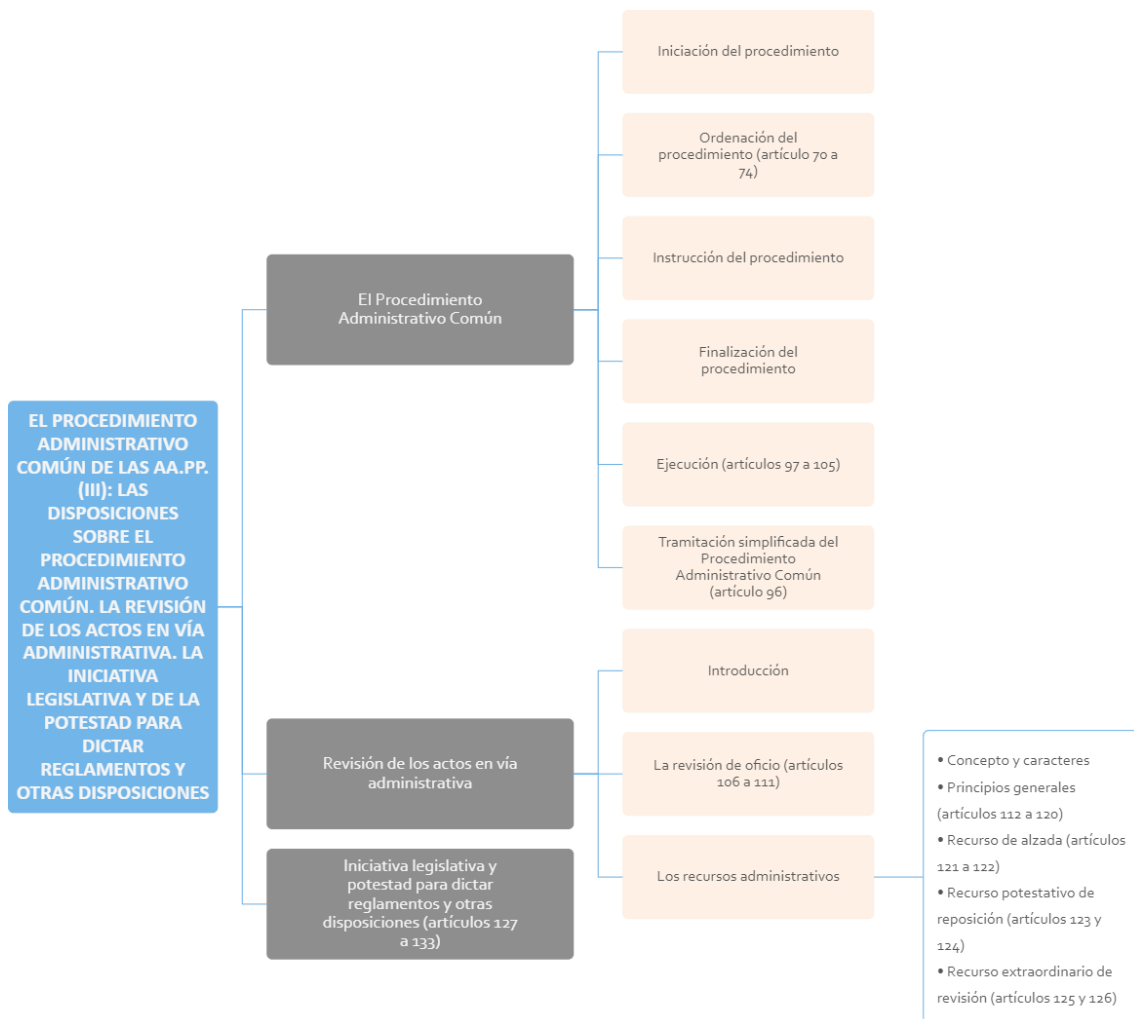 EL PROCEDIMIENTO
ADMINISTRATIVO
COMÚN DE LAS AA.PP.
(III): LAS
DISPOSICIONES
SOBRE EL
PROCEDIMIENTO
ADMINISTRATIVO
COMÚN. LA REVISIÓN
DE LOS ACTOS EN VÍA
ADMINISTRATIVA. LA
INICIATIVA
LEGISLATIVA Y DE LA
POTESTAD PARA
DICTAR
REGLAMENTOS Y
OTRAS DISPOSICIONES
El Procedimiento
Administrativo Común
Iniciación del procedimiento
Ordenación del
procedimiento (artículo 70 a
74)
Instrucción del procedimiento
Finalización del
procedimiento
Ejecución (artículos 97 a 105)
Tramitación simplificada del
Procedimiento
Administrativo Común
(artículo 96)
Revisión de los actos en vía
administrativa
Introducción
La revisión de oficio (artículos
106 a 111)
Los recursos administrativos
• Concepto y caracteres
• Principios generales
(artículos 112 a 120)
• Recurso de alzada (artículos
121 a 122)
• Recurso potestativo de
reposición (artículos 123 y
124)
• Recurso extraordinario de
revisión (artículos 125 y 126)
Iniciativa legislativa y
potestad para dictar
reglamentos y otras
disposiciones (artículos 127
a 133)